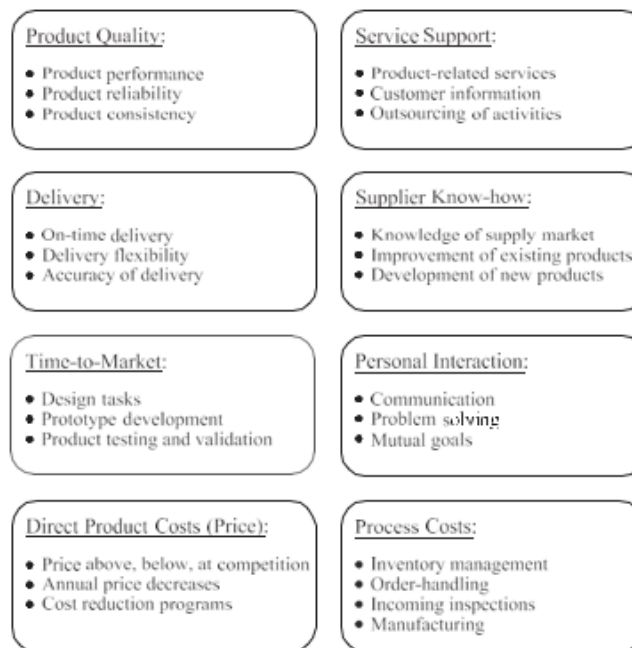 Product Quality:
● Product performance
● Product reliability
● Product consistency
Service Support:
● Product-related services
● Customer information
● Outsourcing of activities
Delivery:
● On-time delivery
● Delivery flexibility
● Accuracy of delivery
Supplier Know-how:
● Knowledge of supply market
● Improvement of existing products
● Development of new products
Time-to-Market:
● Design tasks
● Prototype development
● Product testing and validation
Personal Interaction:
● Communication
● Problem solving
● Mutual goals
Direct Product Costs (Price):
● Price above, below, at competition
● Annual price decreases
● Cost reduction programs
Process Costs:
● Inventory management
● Order-handling
● Incoming inspections
● Manufacturing